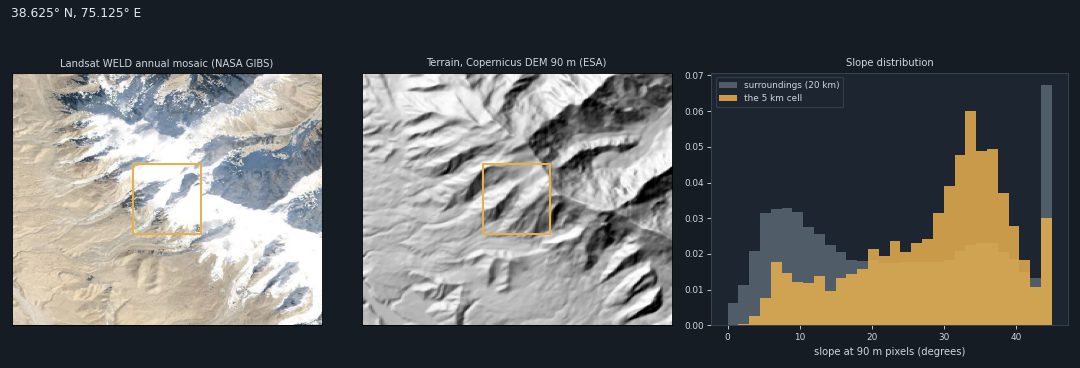 38.625° N, 75.125° E
Landsat WELD annual mosaic (NASA GIBS)
Terrain, Copernicus DEM 90 m (ESA)
Slope distribution
surroundings (20 km)
the 5 km cell
0.07
0.06
0.05
0.04
0.03
0.02
0.01
0.00
0 10 20 30 40
slope at 90 m pixels (degrees)